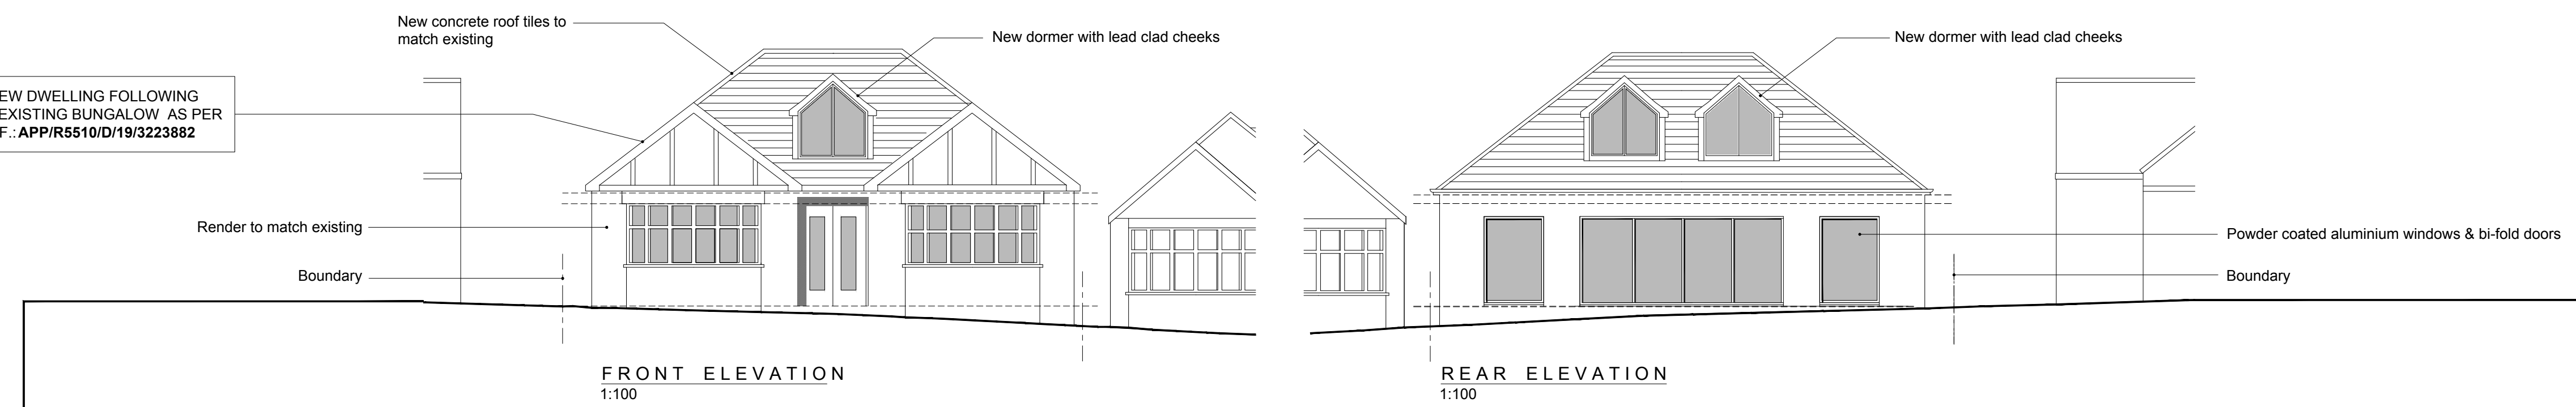 New concrete roof tiles to
match existing
New dormer with lead clad cheeks
EW DWELLING FOLLOWING
EXISTING BUNGALOW AS PER
F.: APP/R5510/D/19/3223882
Render to match existing
Boundary
FRONT ELEVATION
1:100
New dormer with lead clad cheeks
Powder coated aluminium windows & bi-fold doors
Boundary
REAR ELEVATION
1:100